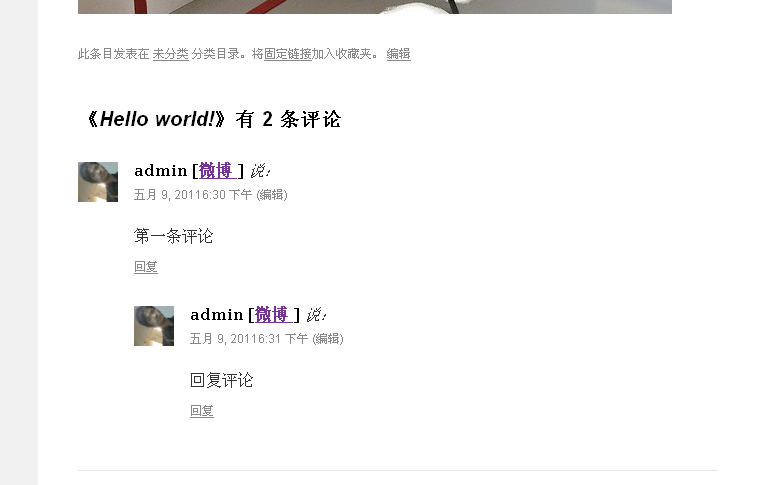 此条目发表在 未分类 分类目录。将固定链接加入收藏夹。 编辑
《Hello world!》有 2 条评论
admin [微博 ] 说：
五月 9, 20116:30 下午 (编辑)
第一条评论
回复
admin [微博 ] 说：
五月 9, 20116:31 下午 (编辑)
回复评论
回复